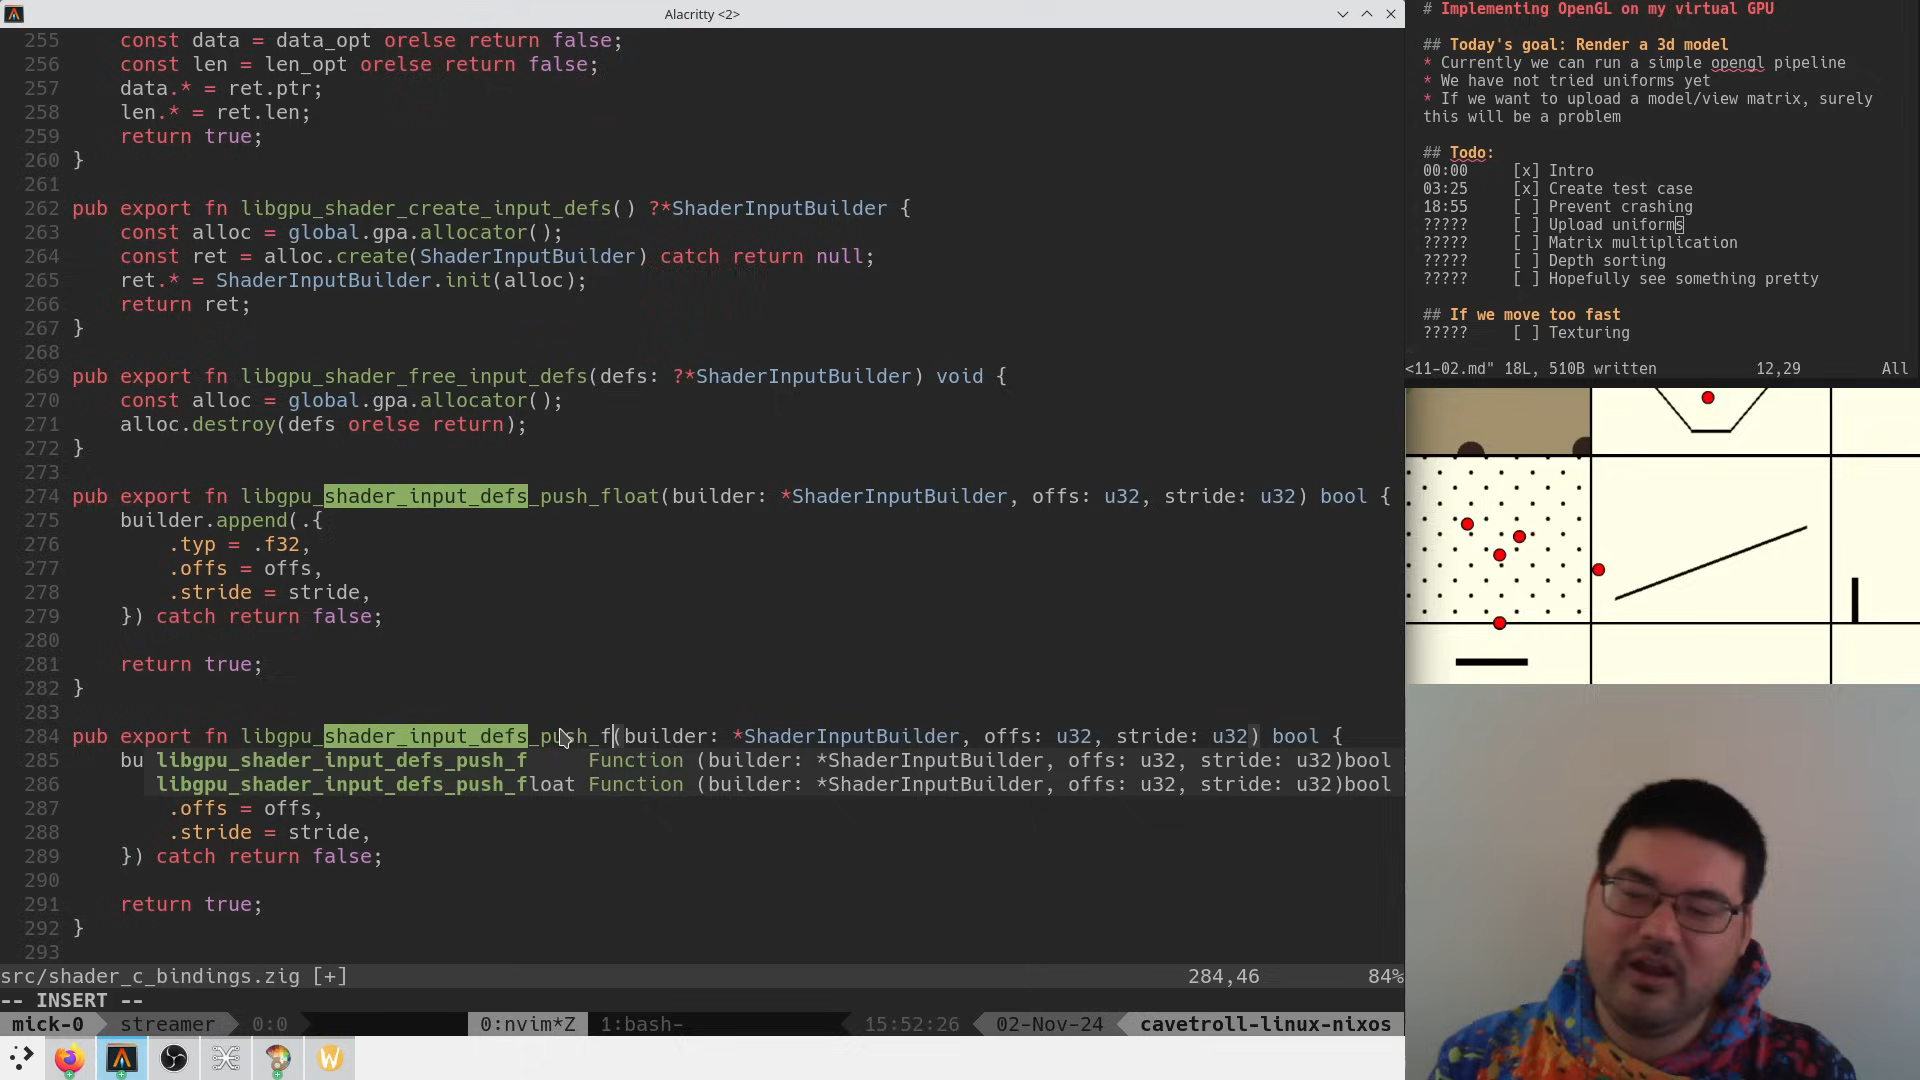 Alacritty <2>
255 const data = data_opt orelse return false;
256 const len = len_opt orelse return false;
257 data.* = ret.ptr;
258 len.* = ret.len;
259 return true;
260 }
261
262 pub export fn libgpu_shader_create_input_defs() ?*ShaderInputBuilder {
263 const alloc = global.gpa.allocator();
264 const ret = alloc.create(ShaderInputBuilder) catch return null;
265 ret.* = ShaderInputBuilder.init(alloc);
266 return ret;
267 }
268
269 pub export fn libgpu_shader_free_input_defs(defs: ?*ShaderInputBuilder) void {
270 const alloc = global.gpa.allocator();
271 alloc.destroy(defs orelse return);
272 }
273
274 pub export fn libgpu_shader_input_defs_push_float(builder: *ShaderInputBuilder, offs: u32, stride: u32) bool {
275 builder.append(.{
276 .typ = .f32,
277 .offs = offs,
278 .stride = stride,
279 }) catch return false;
280
281 return true;
282 }
283
284 pub export fn libgpu_shader_input_defs_push_f(builder: *ShaderInputBuilder, offs: u32, stride: u32) bool {
285 bu libgpu_shader_input_defs_push_f Function (builder: *ShaderInputBuilder, offs: u32, stride: u32)bool
286 libgpu_shader_input_defs_push_float Function (builder: *ShaderInputBuilder, offs: u32, stride: u32)bool
287 .offs = offs,
288 .stride = stride,
289 }) catch return false;
290
291 return true;
292 }
293
src/shader_c_bindings.zig [+] 284,46 84%
-- INSERT --
mick-0 streamer 0:0 0:nvim*Z 1:bash- 15:52:26 02-Nov-24 cavetroll-linux-nixos
# Implementing OpenGL on my virtual GPU
## Today's goal: Render a 3d model
* Currently we can run a simple opengl pipeline
* We have not tried uniforms yet
* If we want to upload a model/view matrix, surely
this will be a problem
## Todo:
00:00 [x] Intro
03:25 [x] Create test case
18:55 [ ] Prevent crashing
????? [ ] Upload uniforms
????? [ ] Matrix multiplication
????? [ ] Depth sorting
????? [ ] Hopefully see something pretty
## If we move too fast
????? [ ] Texturing
<11-02.md" 18L, 510B written 12,29 All